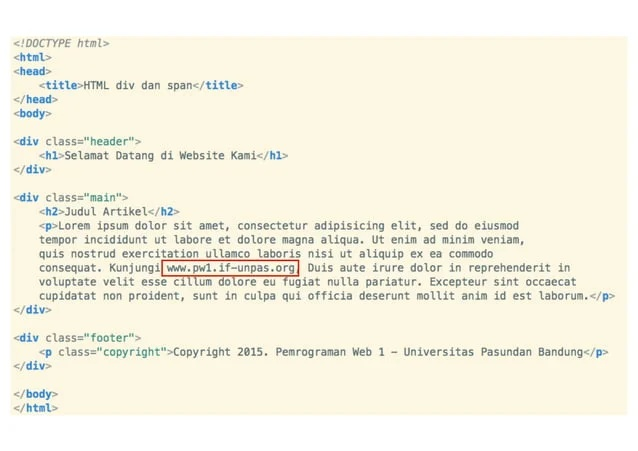 <!DOCTYPE html>
<html>
<head>
    <title>HTML div dan span</title>
</head>
<body>

<div class="header">
    <h1>Selamat Datang di Website Kami</h1>
</div>

<div class="main">
    <h2>Judul Artikel</h2>
    <p>Lorem ipsum dolor sit amet, consectetur adipisicing elit, sed do eiusmod
    tempor incididunt ut labore et dolore magna aliqua. Ut enim ad minim veniam,
    quis nostrud exercitation ullamco laboris nisi ut aliquip ex ea commodo
    consequat. Kunjungi www.pw1.if-unpas.org. Duis aute irure dolor in reprehenderit in
    voluptate velit esse cillum dolore eu fugiat nulla pariatur. Excepteur sint occaecat
    cupidatat non proident, sunt in culpa qui officia deserunt mollit anim id est laborum.</p>
</div>

<div class="footer">
    <p class="copyright">Copyright 2015. Pemrograman Web 1 - Universitas Pasundan Bandung</p>
</div>

</body>
</html>